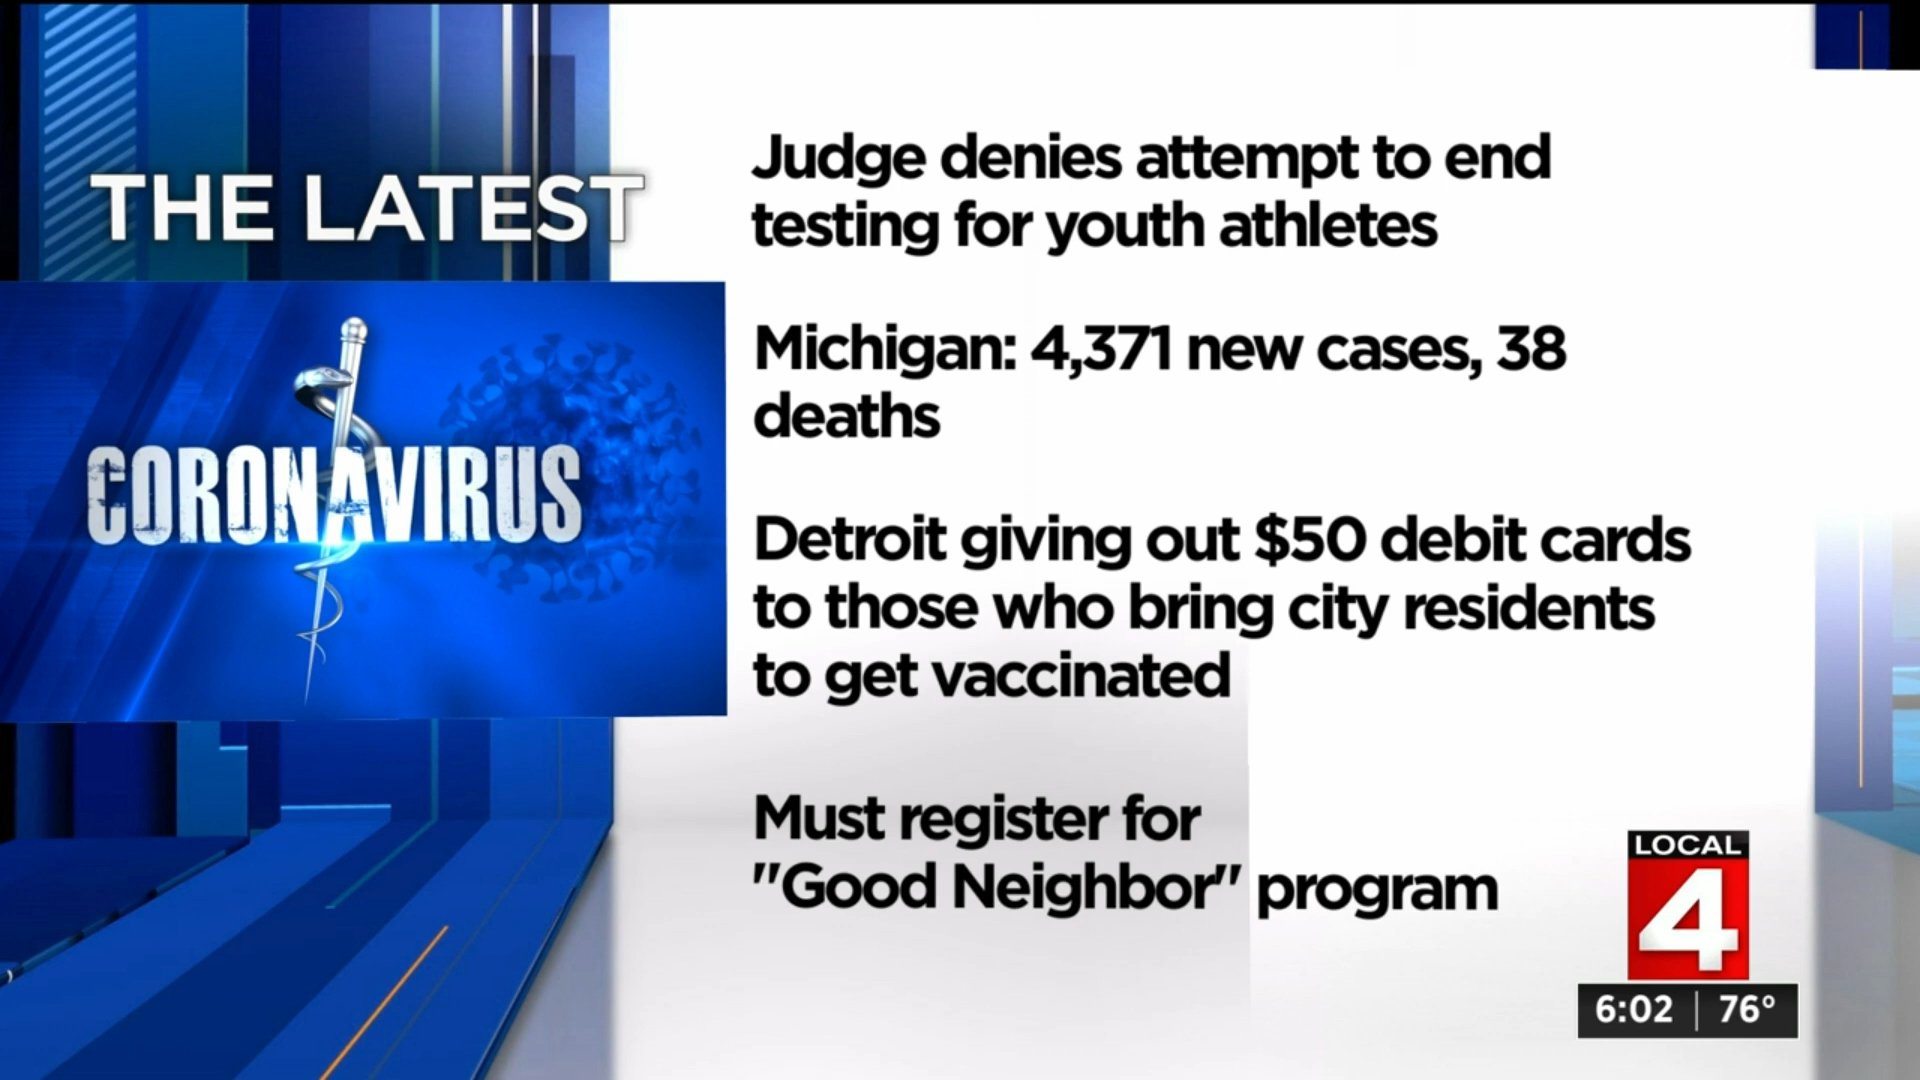 THE LATEST
CORONAVIRUS
Judge denies attempt to end
testing for youth athletes
Michigan: 4,371 new cases, 38
deaths
Detroit giving out $50 debit cards
to those who bring city residents
to get vaccinated
Must register for
"Good Neighbor" program
LOCAL
4
6:02 | 76°